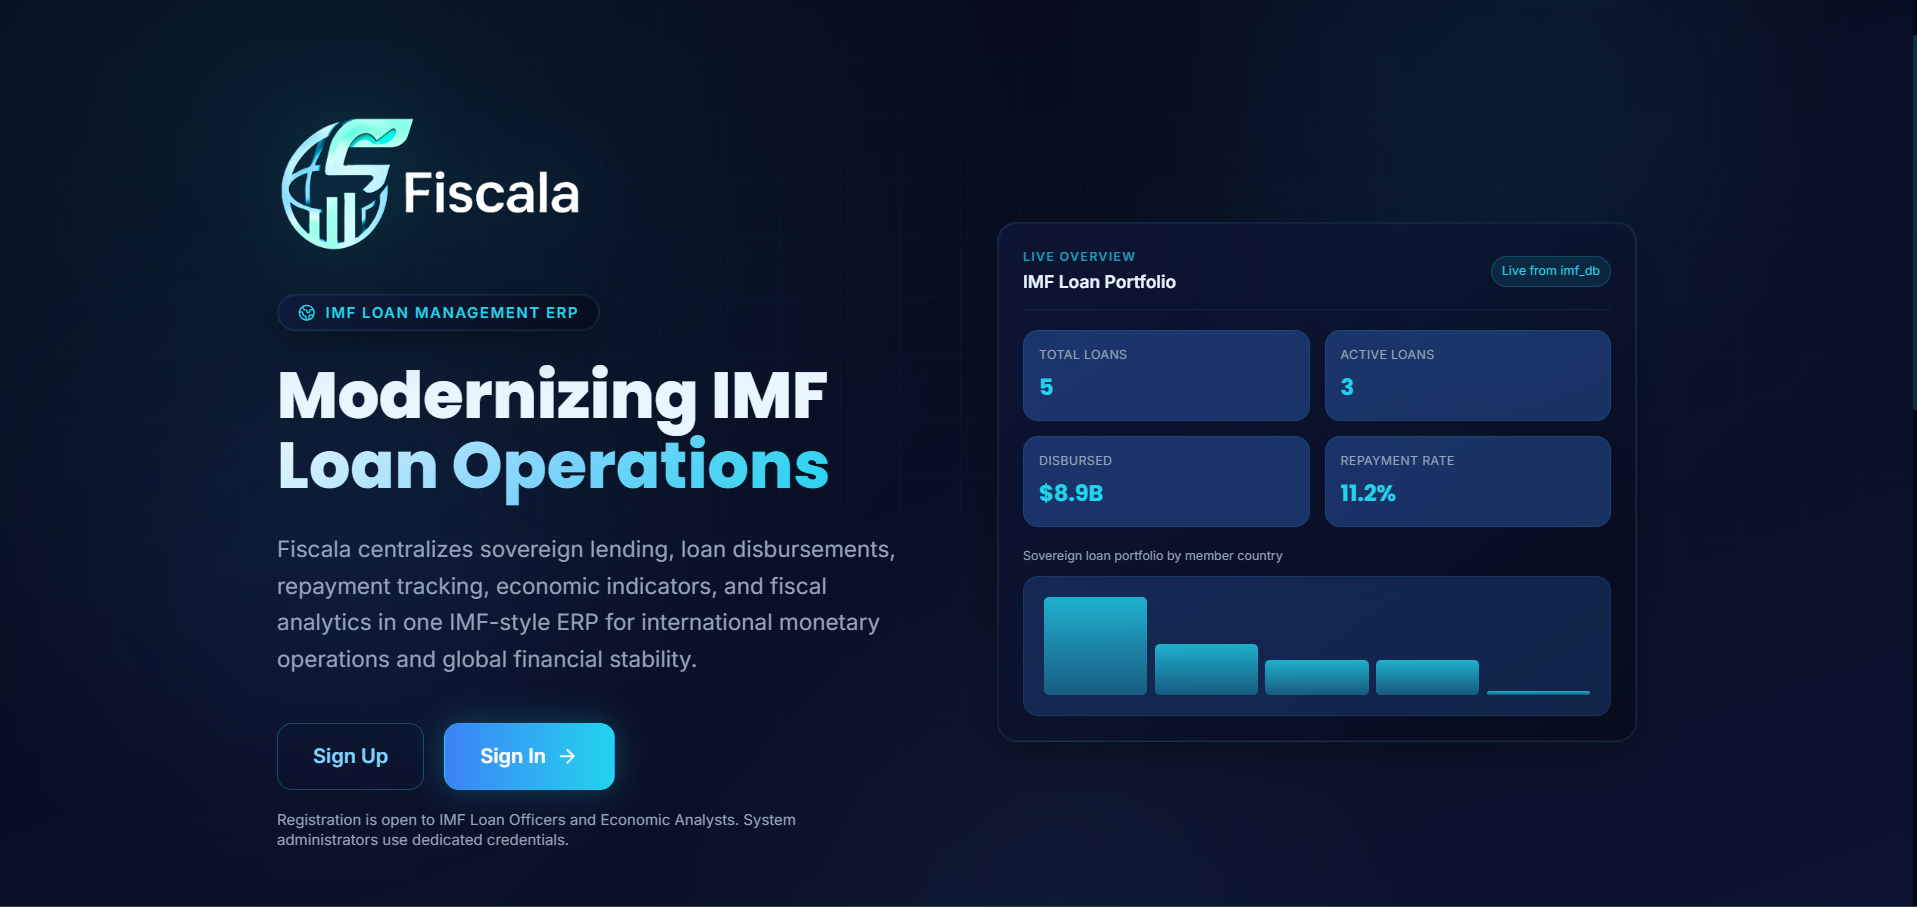 Fiscala
IMF LOAN MANAGEMENT ERP
Modernizing IMF
Loan Operations
Fiscala centralizes sovereign lending, loan disbursements,
repayment tracking, economic indicators, and fiscal
analytics in one IMF-style ERP for international monetary
operations and global financial stability.
Sign Up
Sign In →
Registration is open to IMF Loan Officers and Economic Analysts. System
administrators use dedicated credentials.
LIVE OVERVIEW
IMF Loan Portfolio
Live from imf_db
TOTAL LOANS
5
ACTIVE LOANS
3
DISBURSED
$8.9B
REPAYMENT RATE
11.2%
Sovereign loan portfolio by member country